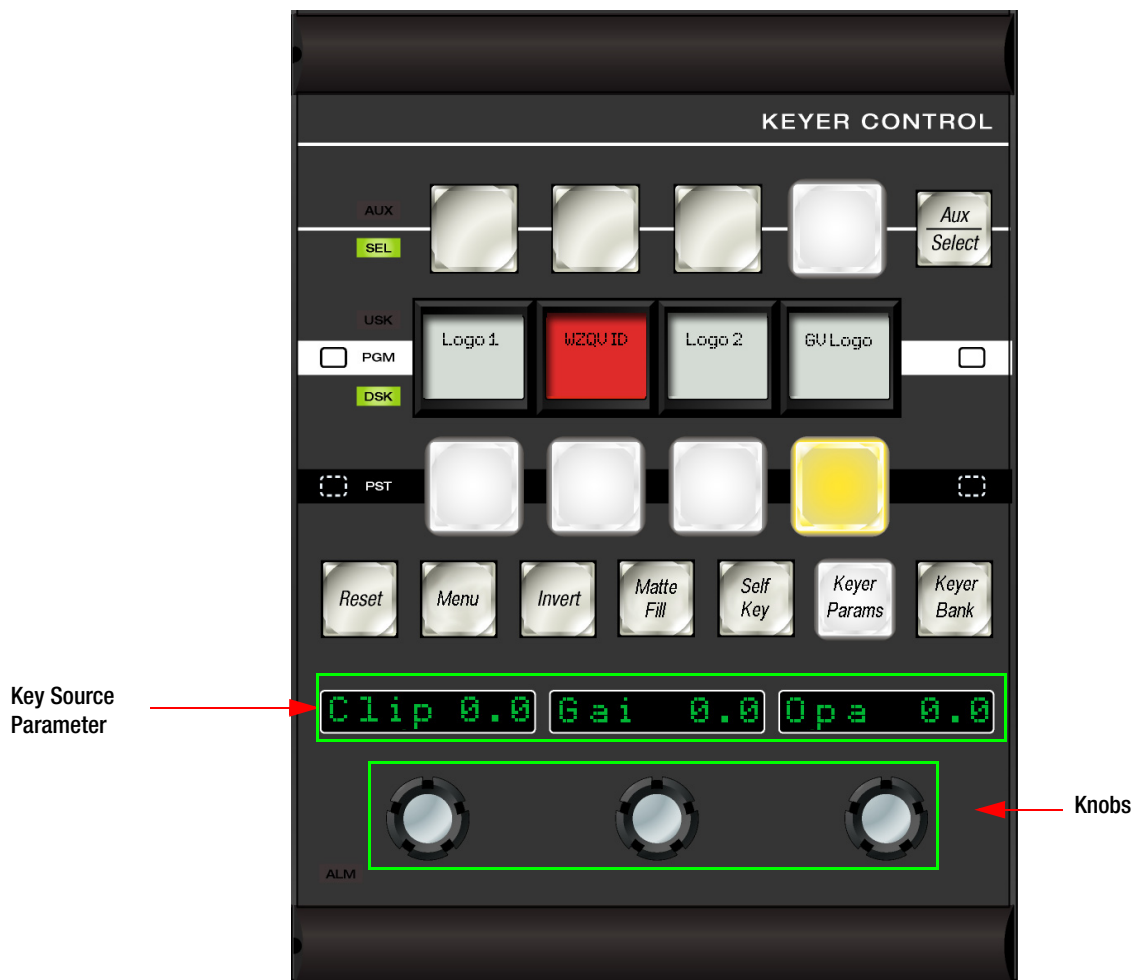 KEYER CONTROL
AUX
SEL
Aux
Select
USK
PGM
DSK
Logo 1
WZQV ID
Logo 2
GV Logo
PST
Reset
Menu
Invert
Matte
Fill
Self
Key
Keyer
Params
Keyer
Bank
Key Source
Parameter
Clip 0.0
Gai 0.0
Opa 0.0
Knobs
ALM